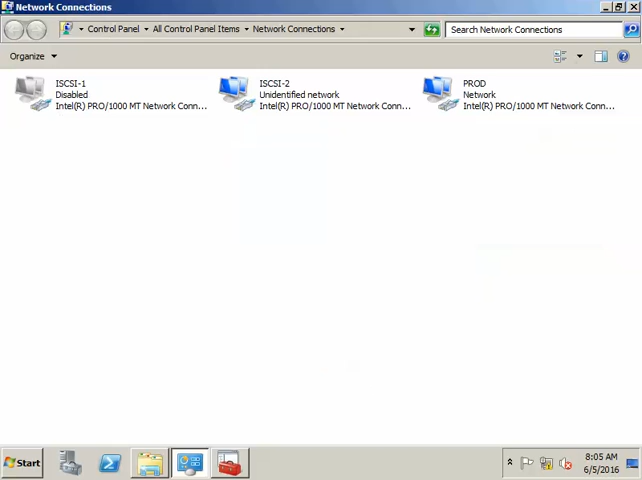 Network Connections
Control Panel All Control Panel Items Network Connections
Search Network Connections
Organize
ISCSI-1
Disabled
Intel(R) PRO/1000 MT Network Conn...
ISCSI-2
Unidentified network
Intel(R) PRO/1000 MT Network Conn...
PROD
Network
Intel(R) PRO/1000 MT Network Conn...
Start
8:05 AM
6/5/2016